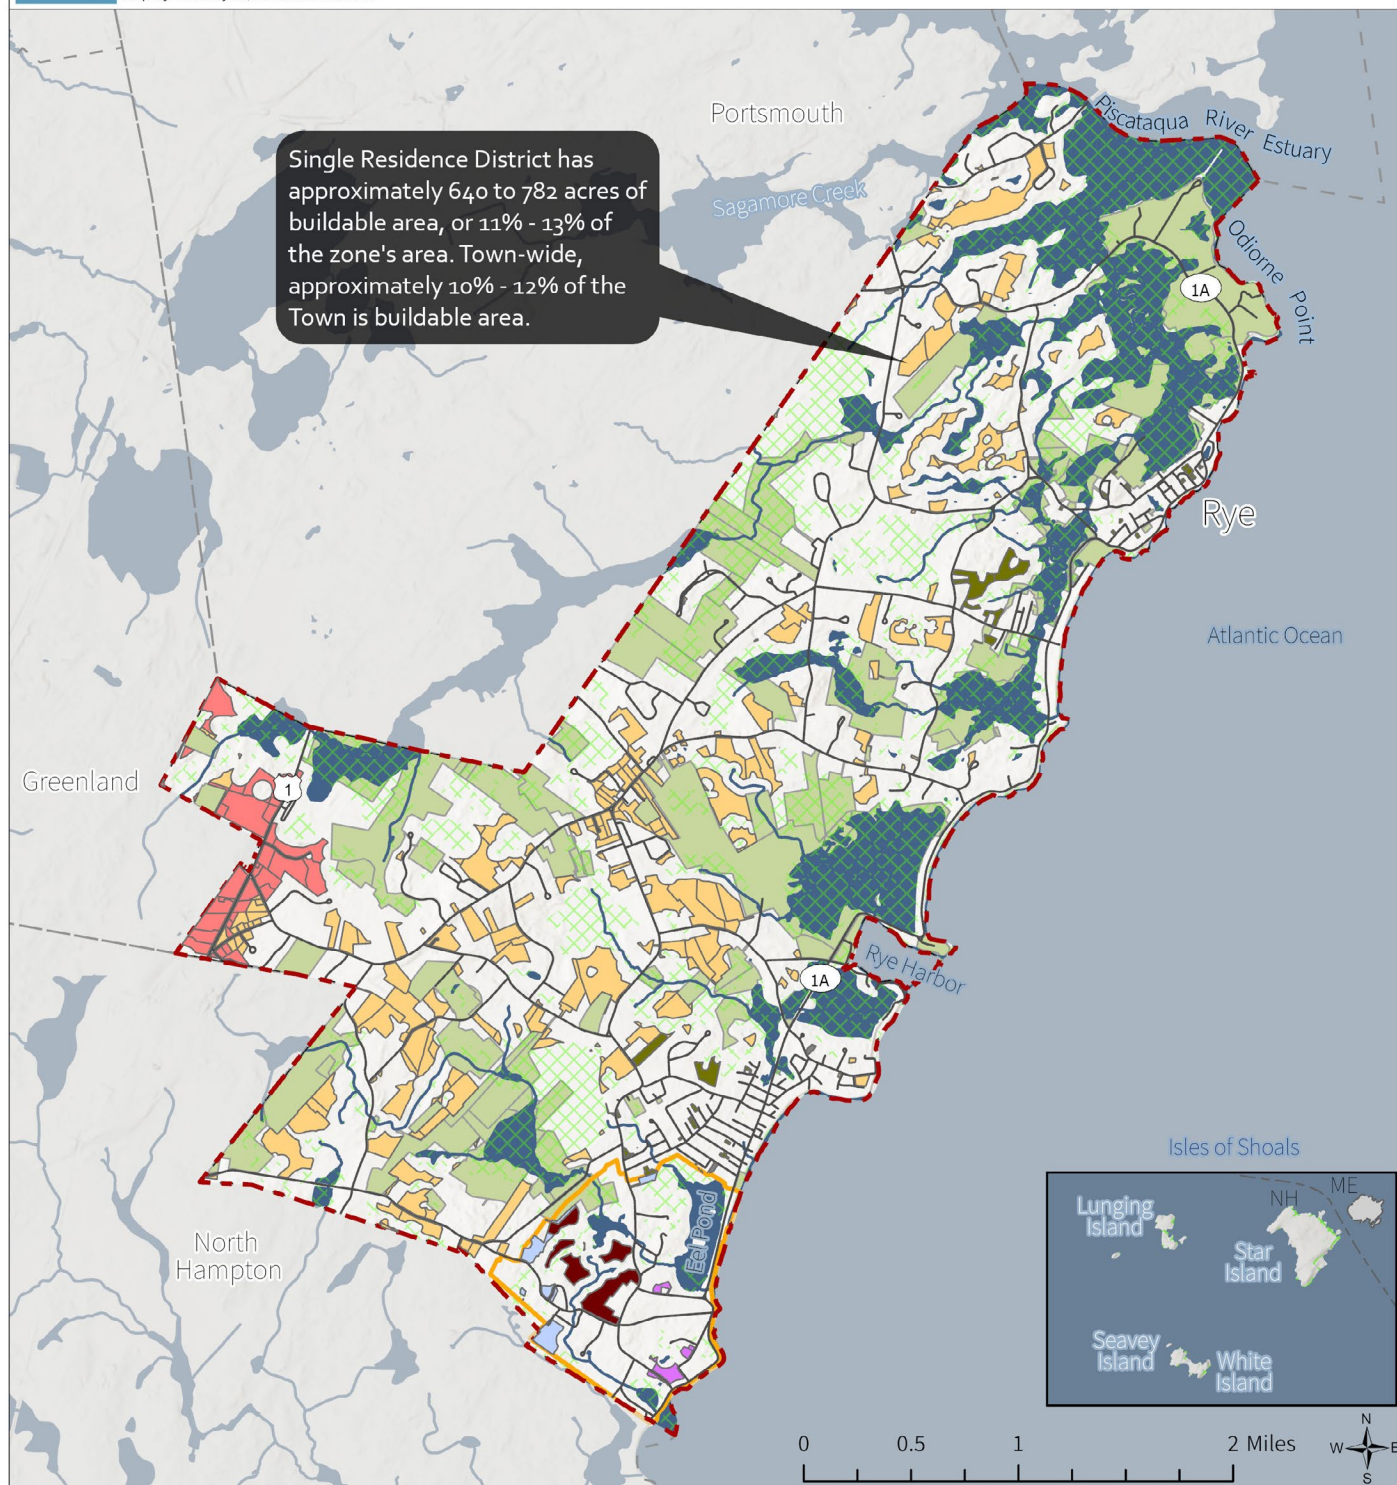 Portsmouth
Piscataqua River Estuary
Single Residence District has
approximately 640 to 782 acres of
buildable area, or 11% - 13% of
the zone's area. Town-wide,
approximately 10% - 12% of the
Town is buildable area.
Sagamore Creek
Odiorne Point
1A
Rye
Atlantic Ocean
Greenland
1
Rye Harbor
1A
Isles of Shoals
Eel Pond
North
Hampton
NH
ME
Lunging
Island
Star
Island
Seavey
Island
White
Island
0 0.5 1 2 Miles
N
W E
S